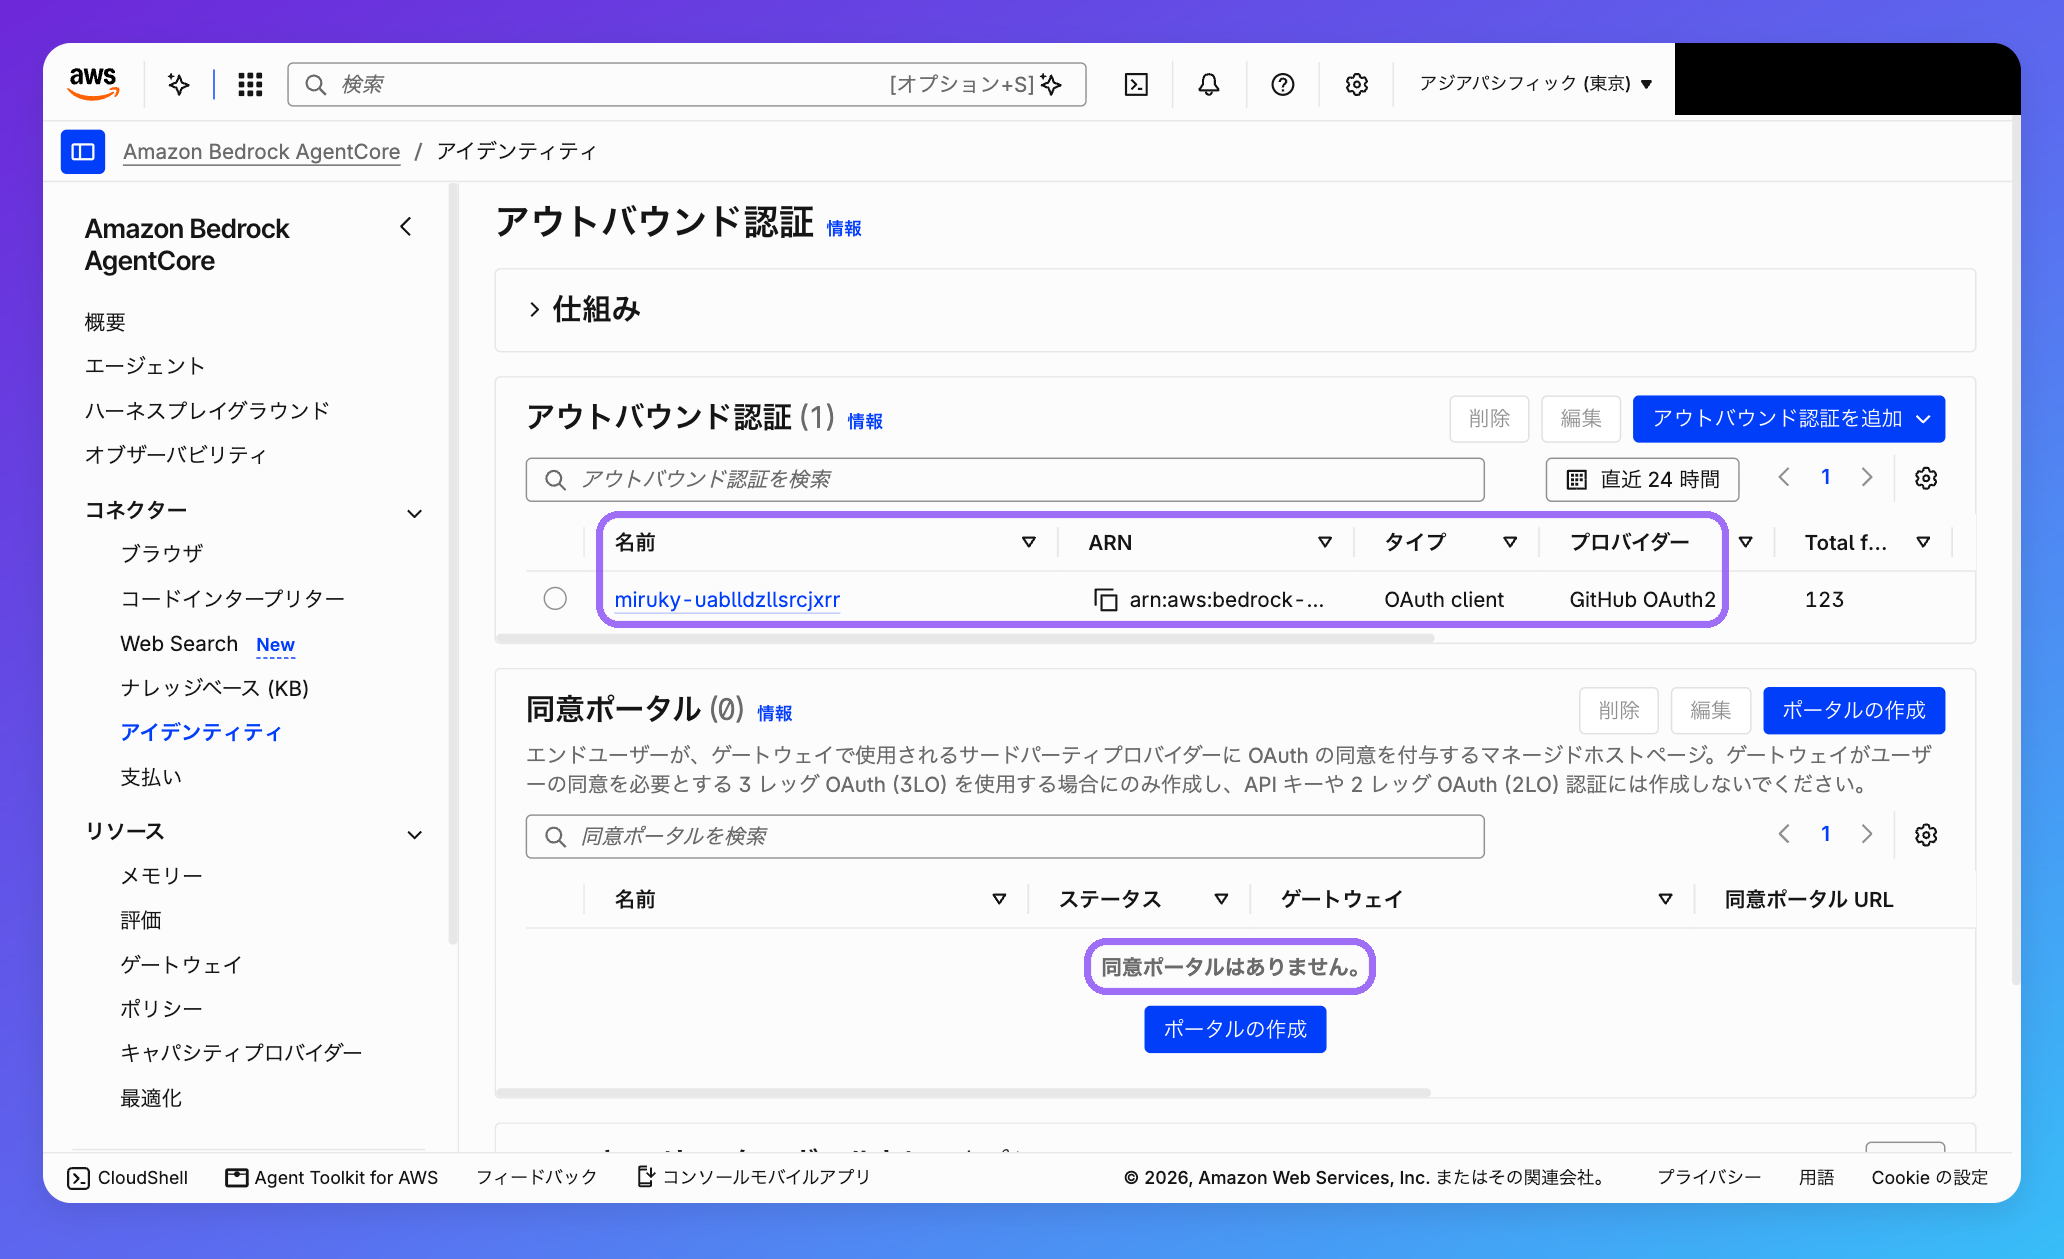 aws
検索
[オプション+S]
アジアパシフィック (東京)
Amazon Bedrock AgentCore / アイデンティティ
Amazon Bedrock
AgentCore
概要
エージェント
ハーネスプレイグラウンド
オブザーバビリティ
コネクター
ブラウザ
コードインタープリター
Web Search New
ナレッジベース (KB)
アイデンティティ
支払い
リソース
メモリー
評価
ゲートウェイ
ポリシー
キャパシティプロバイダー
最適化
アウトバウンド認証 情報
仕組み
アウトバウンド認証 (1) 情報
削除
編集
アウトバウンド認証を追加
アウトバウンド認証を検索
直近 24 時間
1
名前 ARN タイプ プロバイダー Total f...
miruky-uablldzllsrcjxrr arn:aws:bedrock-... OAuth client GitHub OAuth2 123
同意ポータル (0) 情報
削除
編集
ポータルの作成
エンドユーザーが、ゲートウェイで使用されるサードパーティプロバイダーに OAuth の同意を付与するマネージドホストページ。ゲートウェイがユーザ
ーの同意を必要とする 3 レッグ OAuth (3LO) を使用する場合にのみ作成し、API キーや 2 レッグ OAuth (2LO) 認証には作成しないでください。
同意ポータルを検索
1
名前 ステータス ゲートウェイ 同意ポータル URL
同意ポータルはありません。
ポータルの作成
CloudShell
Agent Toolkit for AWS
フィードバック
コンソールモバイルアプリ
© 2026, Amazon Web Services, Inc. またはその関連会社。
プライバシー
用語
Cookie の設定